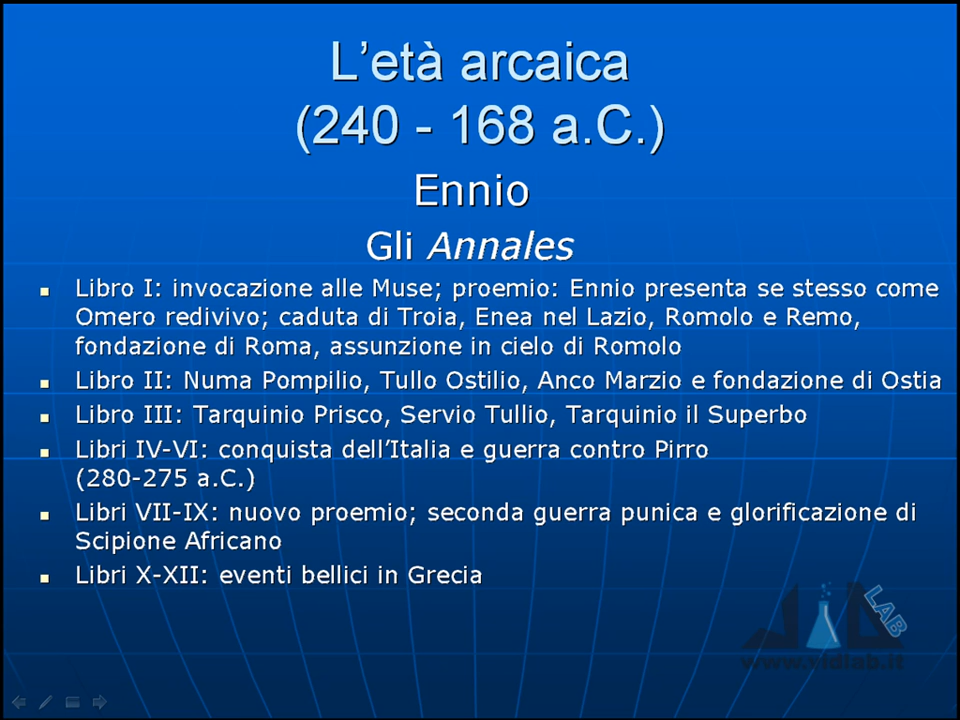 L’età arcaica
(240 - 168 a.C.)
Ennio
Gli Annales
Libro I: invocazione alle Muse; proemio: Ennio presenta se stesso come
Omero redivivo; caduta di Troia, Enea nel Lazio, Romolo e Remo,
fondazione di Roma, assunzione in cielo di Romolo
Libro II: Numa Pompilio, Tullo Ostilio, Anco Marzio e fondazione di Ostia
Libro III: Tarquinio Prisco, Servio Tullio, Tarquinio il Superbo
Libri IV-VI: conquista dell’Italia e guerra contro Pirro
(280-275 a.C.)
Libri VII-IX: nuovo proemio; seconda guerra punica e glorificazione di
Scipione Africano
Libri X-XII: eventi bellici in Grecia
LAB
www.vidlab.it